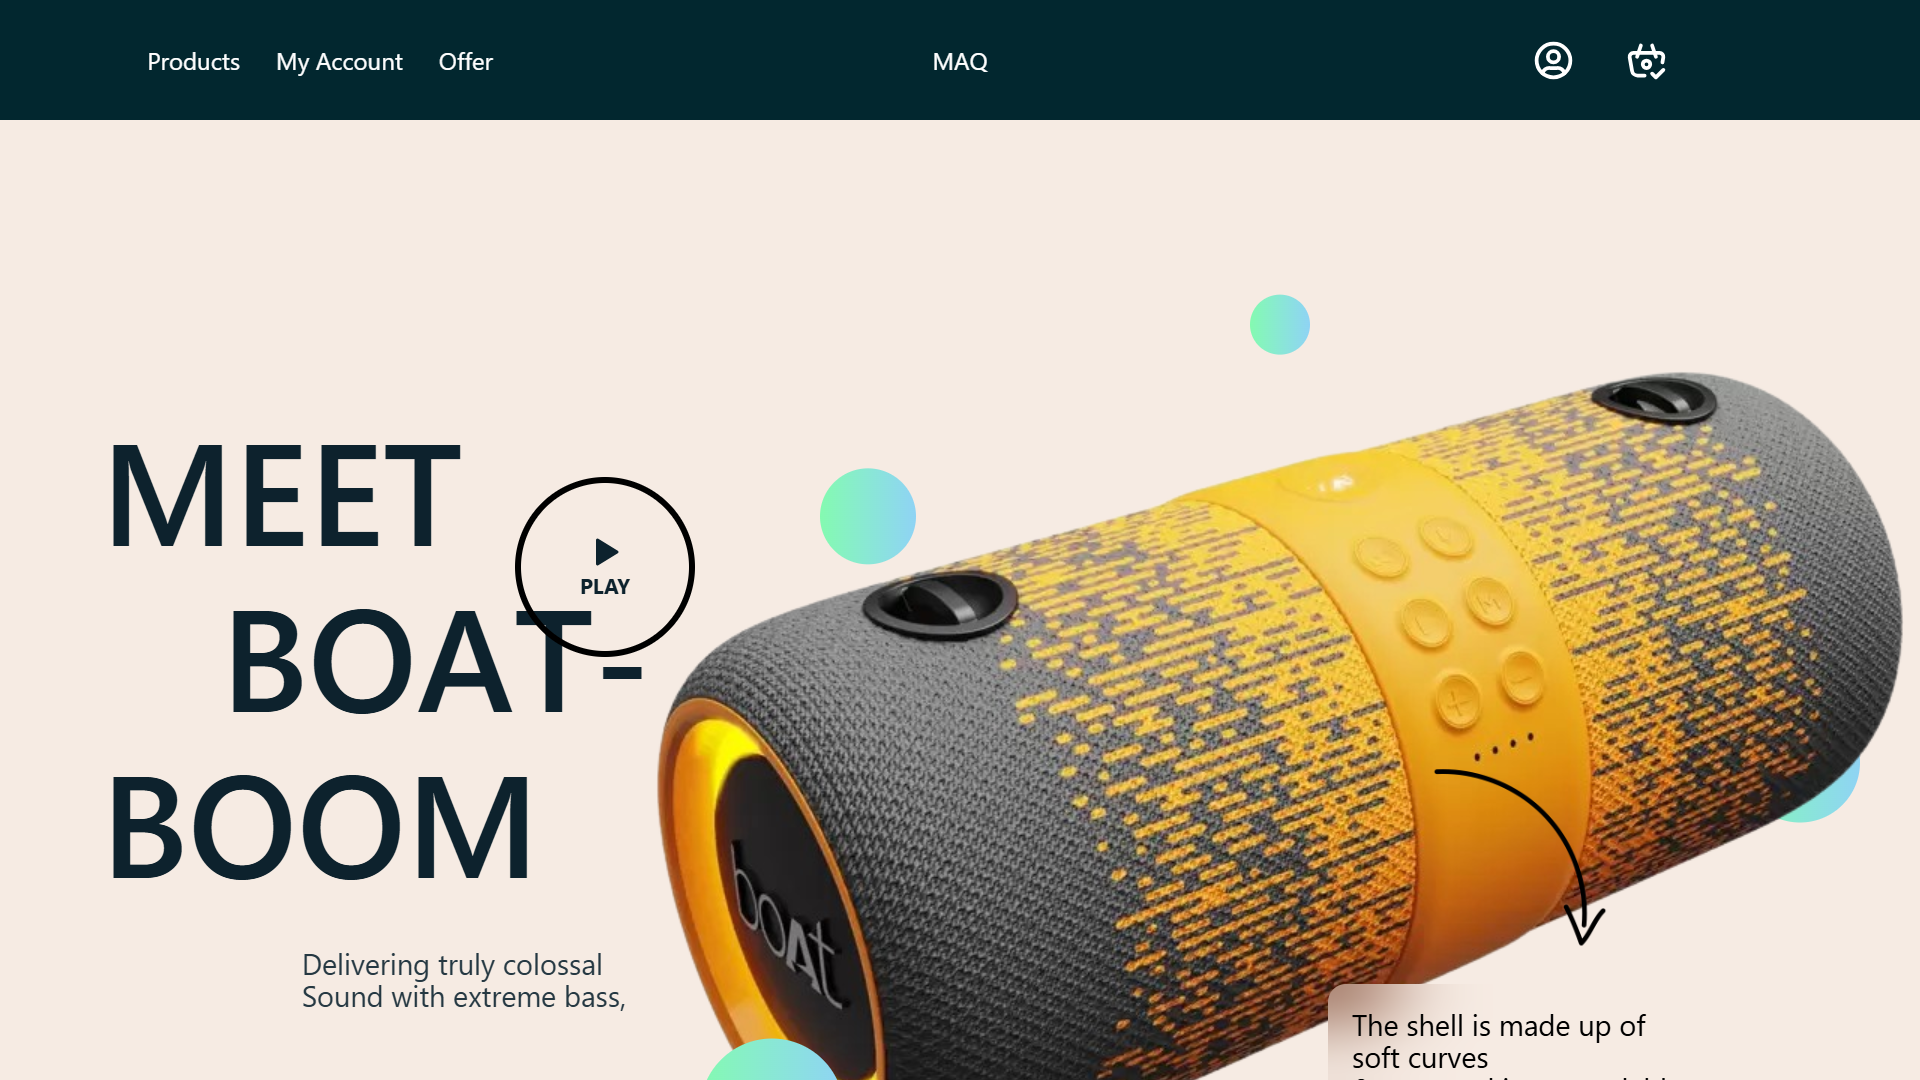 Products My Account Offer MAQ
MEET
PLAY
BOAT-
BOOM
boAt
Delivering truly colossal
Sound with extreme bass,
The shell is made up of
soft curves